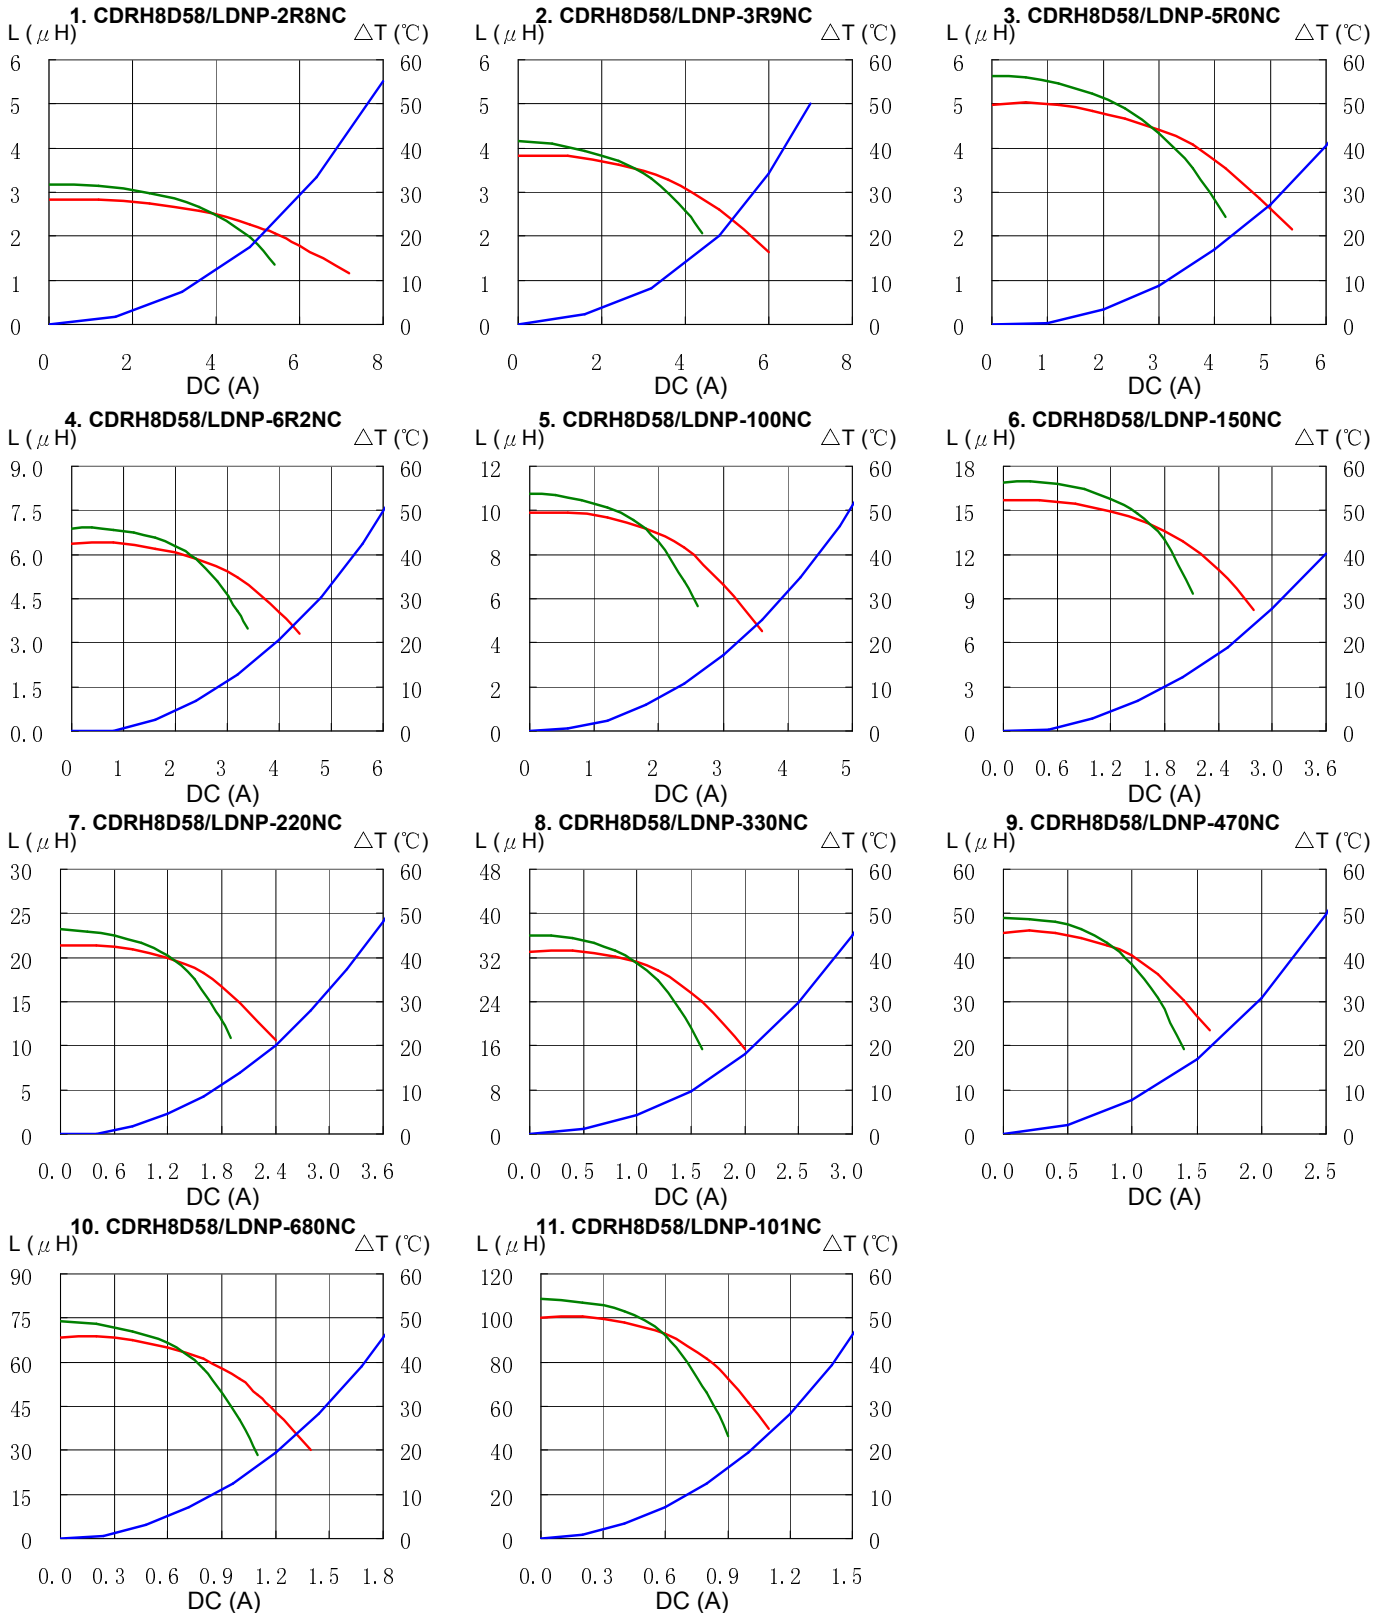 1. CDRH8D58/LDNP-2R8NC
L ( μ H) △T (℃)
6 60
5 50
4 40
3 30
2 20
1 10
0 0
0 2 4 6 8
DC (A)
2. CDRH8D58/LDNP-3R9NC
L ( μ H) △T (℃)
6 60
5 50
4 40
3 30
2 20
1 10
0 0
0 2 4 6 8
DC (A)
3. CDRH8D58/LDNP-5R0NC
L ( μ H) △T (℃)
6 60
5 50
4 40
3 30
2 20
1 10
0 0
0 1 2 3 4 5 6
DC (A)
4. CDRH8D58/LDNP-6R2NC
L ( μ H) △T (℃)
9.0 60
7.5 50
6.0 40
4.5 30
3.0 20
1.5 10
0.0 0
0 1 2 3 4 5 6
DC (A)
5. CDRH8D58/LDNP-100NC
L ( μ H) △T (℃)
12 60
10 50
8 40
6 30
4 20
2 10
0 0
0 1 2 3 4 5
DC (A)
6. CDRH8D58/LDNP-150NC
L ( μ H) △T (℃)
18 60
15 50
12 40
9 30
6 20
3 10
0 0
0.0 0.6 1.2 1.8 2.4 3.0 3.6
DC (A)
7. CDRH8D58/LDNP-220NC
L ( μ H) △T (℃)
30 60
25 50
20 40
15 30
10 20
5 10
0 0
0.0 0.6 1.2 1.8 2.4 3.0 3.6
DC (A)
8. CDRH8D58/LDNP-330NC
L ( μ H) △T (℃)
48 60
40 50
32 40
24 30
16 20
8 10
0 0
0.0 0.5 1.0 1.5 2.0 2.5 3.0
DC (A)
9. CDRH8D58/LDNP-470NC
L ( μ H) △T (℃)
60 60
50 50
40 40
30 30
20 20
10 10
0 0
0.0 0.5 1.0 1.5 2.0 2.5
DC (A)
10. CDRH8D58/LDNP-680NC
L ( μ H) △T (℃)
90 60
75 50
60 40
45 30
30 20
15 10
0 0
0.0 0.3 0.6 0.9 1.2 1.5 1.8
DC (A)
11. CDRH8D58/LDNP-101NC
L ( μ H) △T (℃)
120 60
100 50
80 40
60 30
40 20
20 10
0 0
0.0 0.3 0.6 0.9 1.2 1.5
DC (A)